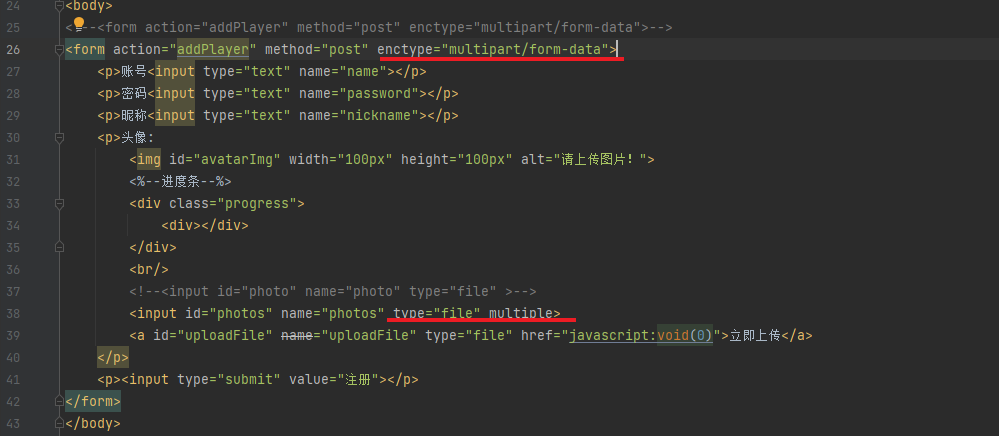 24 <body>
25 <!--<form action="addPlayer" method="post" enctype="multipart/form-data">-->
26 <form action="addPlayer" method="post" enctype="multipart/form-data">
27 <p>账号<input type="text" name="name"></p>
28 <p>密码<input type="text" name="password"></p>
29 <p>昵称<input type="text" name="nickname"></p>
30 <p>头像:
31 <img id="avatarImg" width="100px" height="100px" alt="请上传图片! ">
32 <%--进度条--%>
33 <div class="progress">
34 <div></div>
35 </div>
36 <br/>
37 <!--<input id="photo" name="photo" type="file" >-->
38 <input id="photos" name="photos" type="file" multiple>
39 <a id="uploadFile" name="uploadFile" type="file" href="javascript:void(0)">立即上传</a>
40 </p>
41 <p><input type="submit" value="注册"></p>
42 </form>
43 </body>